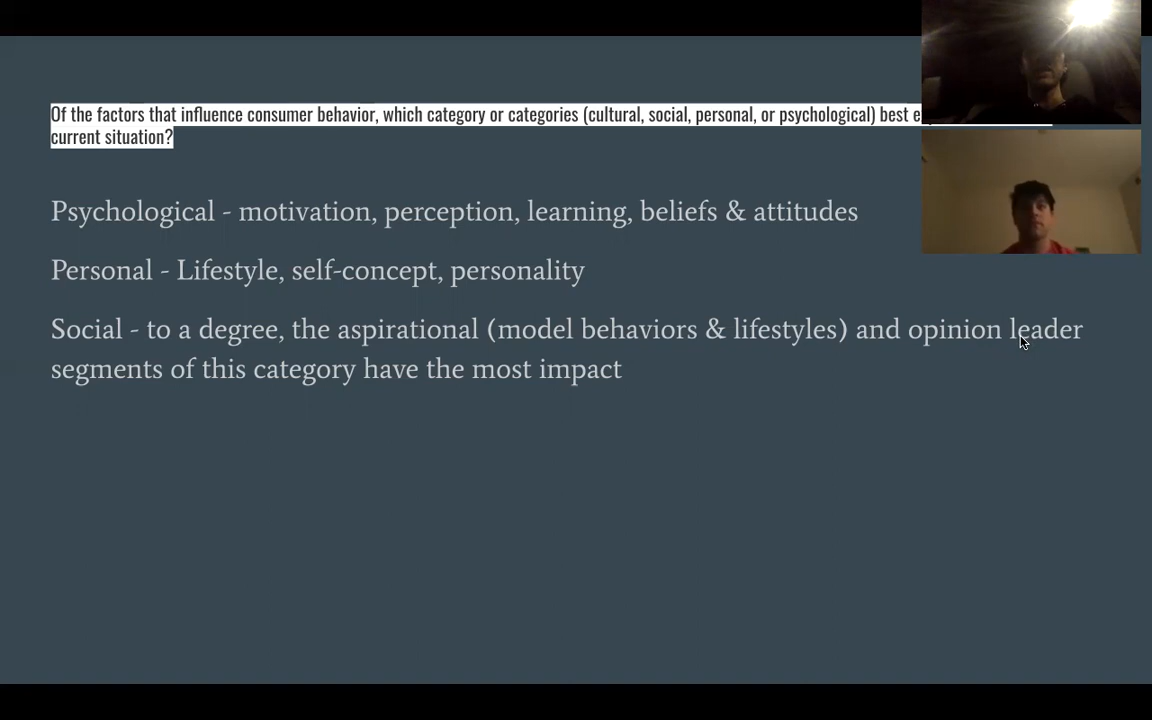 Of the factors that influence consumer behavior, which category or categories (cultural, social, personal, or psychological) best
current situation?
Psychological - motivation, perception, learning, beliefs & attitudes
Personal - Lifestyle, self-concept, personality
Social - to a degree, the aspirational (model behaviors & lifestyles) and opinion leader
segments of this category have the most impact